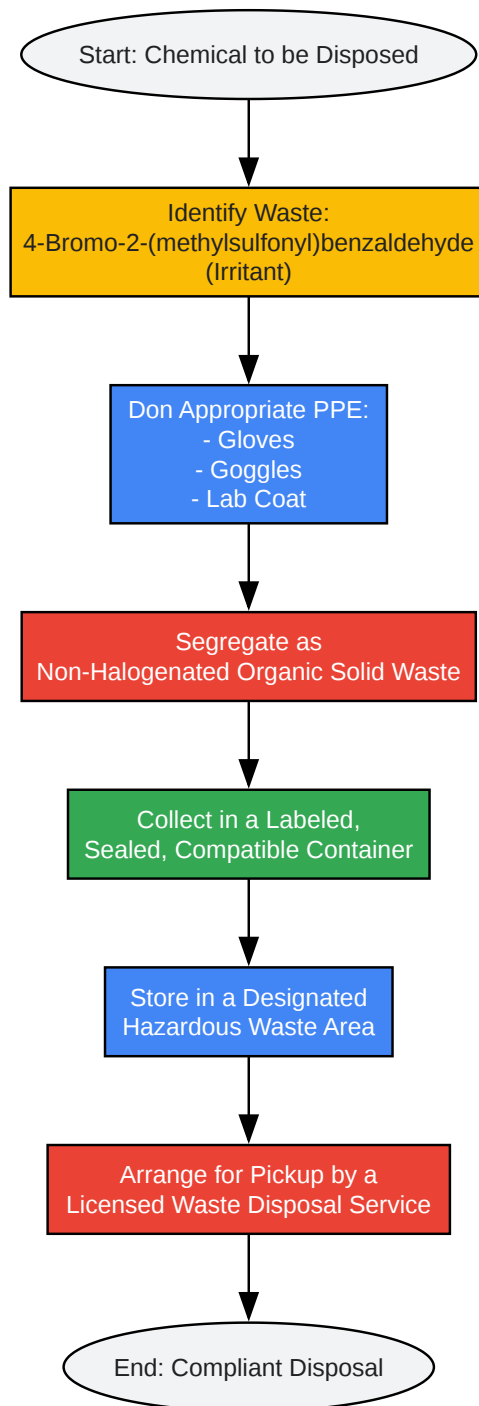 Start: Chemical to be Disposed
Identify Waste:
4-Bromo-2-(methylsulfonyl)benzaldehyde
(Irritant)
Don Appropriate PPE:
- Gloves
- Goggles
- Lab Coat
Segregate as
Non-Halogenated Organic Solid Waste
Collect in a Labeled,
Sealed, Compatible Container
Store in a Designated
Hazardous Waste Area
Arrange for Pickup by a
Licensed Waste Disposal Service
End: Compliant Disposal